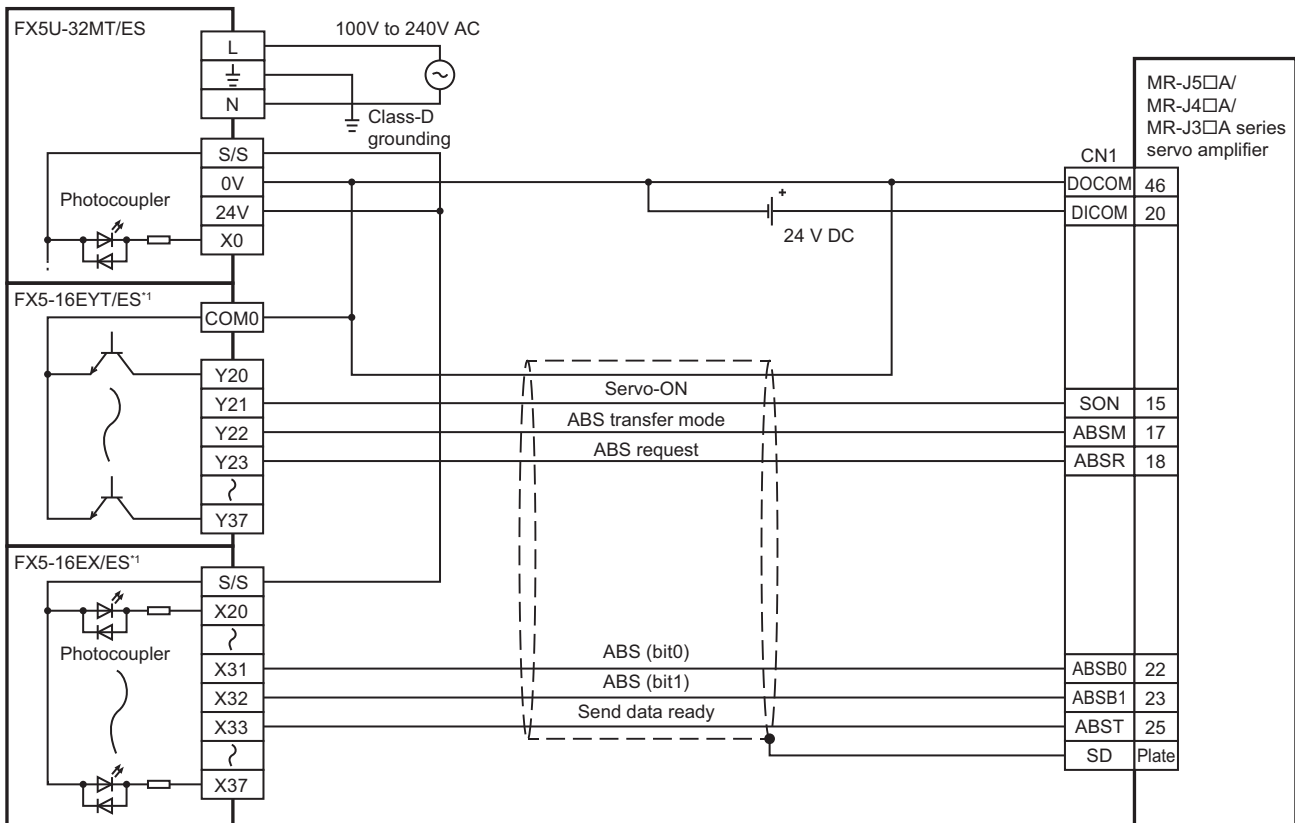 FX5U-32MT/ES
L
N
100V to 240V AC
Class-D
grounding
S/S
0V
24V
X0
Photocoupler
MR-J5□A/
MR-J4□A/
MR-J3□A series
servo amplifier
CN1
DOCOM 46
DICOM 20
+
24 V DC
FX5-16EYT/ES*1
COM0
Y20
Y21
Y22
Y23
Y37
Servo-ON
ABS transfer mode
ABS request
SON 15
ABSM 17
ABSR 18
FX5-16EX/ES*1
S/S
X20
Photocoupler
X31
X32
X33
X37
ABS (bit0)
ABS (bit1)
Send data ready
ABSB0 22
ABSB1 23
ABST 25
SD Plate